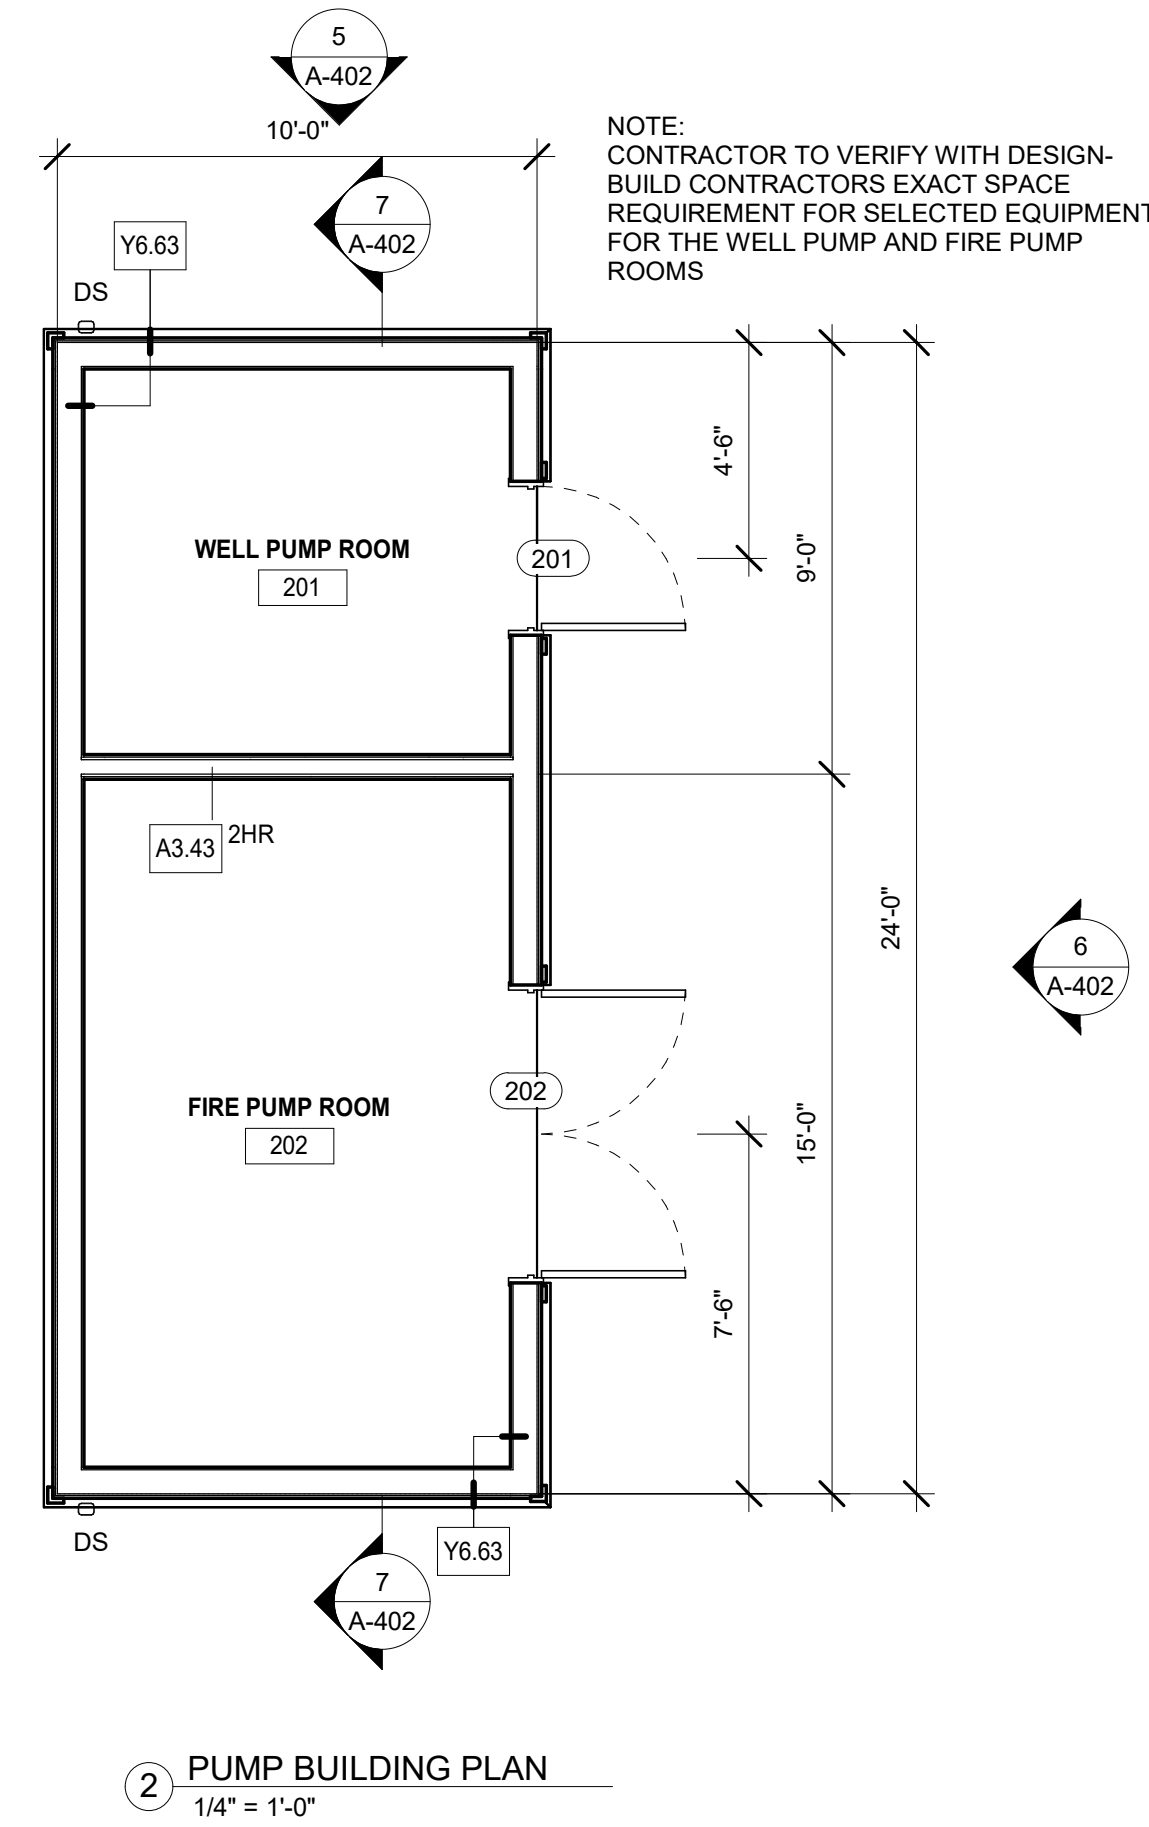 5
A-402
10'-0"
NOTE:
CONTRACTOR TO VERIFY WITH DESIGN-
BUILD CONTRACTORS EXACT SPACE
REQUIREMENT FOR SELECTED EQUIPMENT
FOR THE WELL PUMP AND FIRE PUMP
ROOMS
7
A-402
Y6.63
DS
4'-6"
9'-0"
WELL PUMP ROOM
201
201
A3.43
2HR
24'-0"
6
A-402
202
FIRE PUMP ROOM
202
15'-0"
7'-6"
DS
Y6.63
7
A-402
2
PUMP BUILDING PLAN
1/4" = 1'-0"